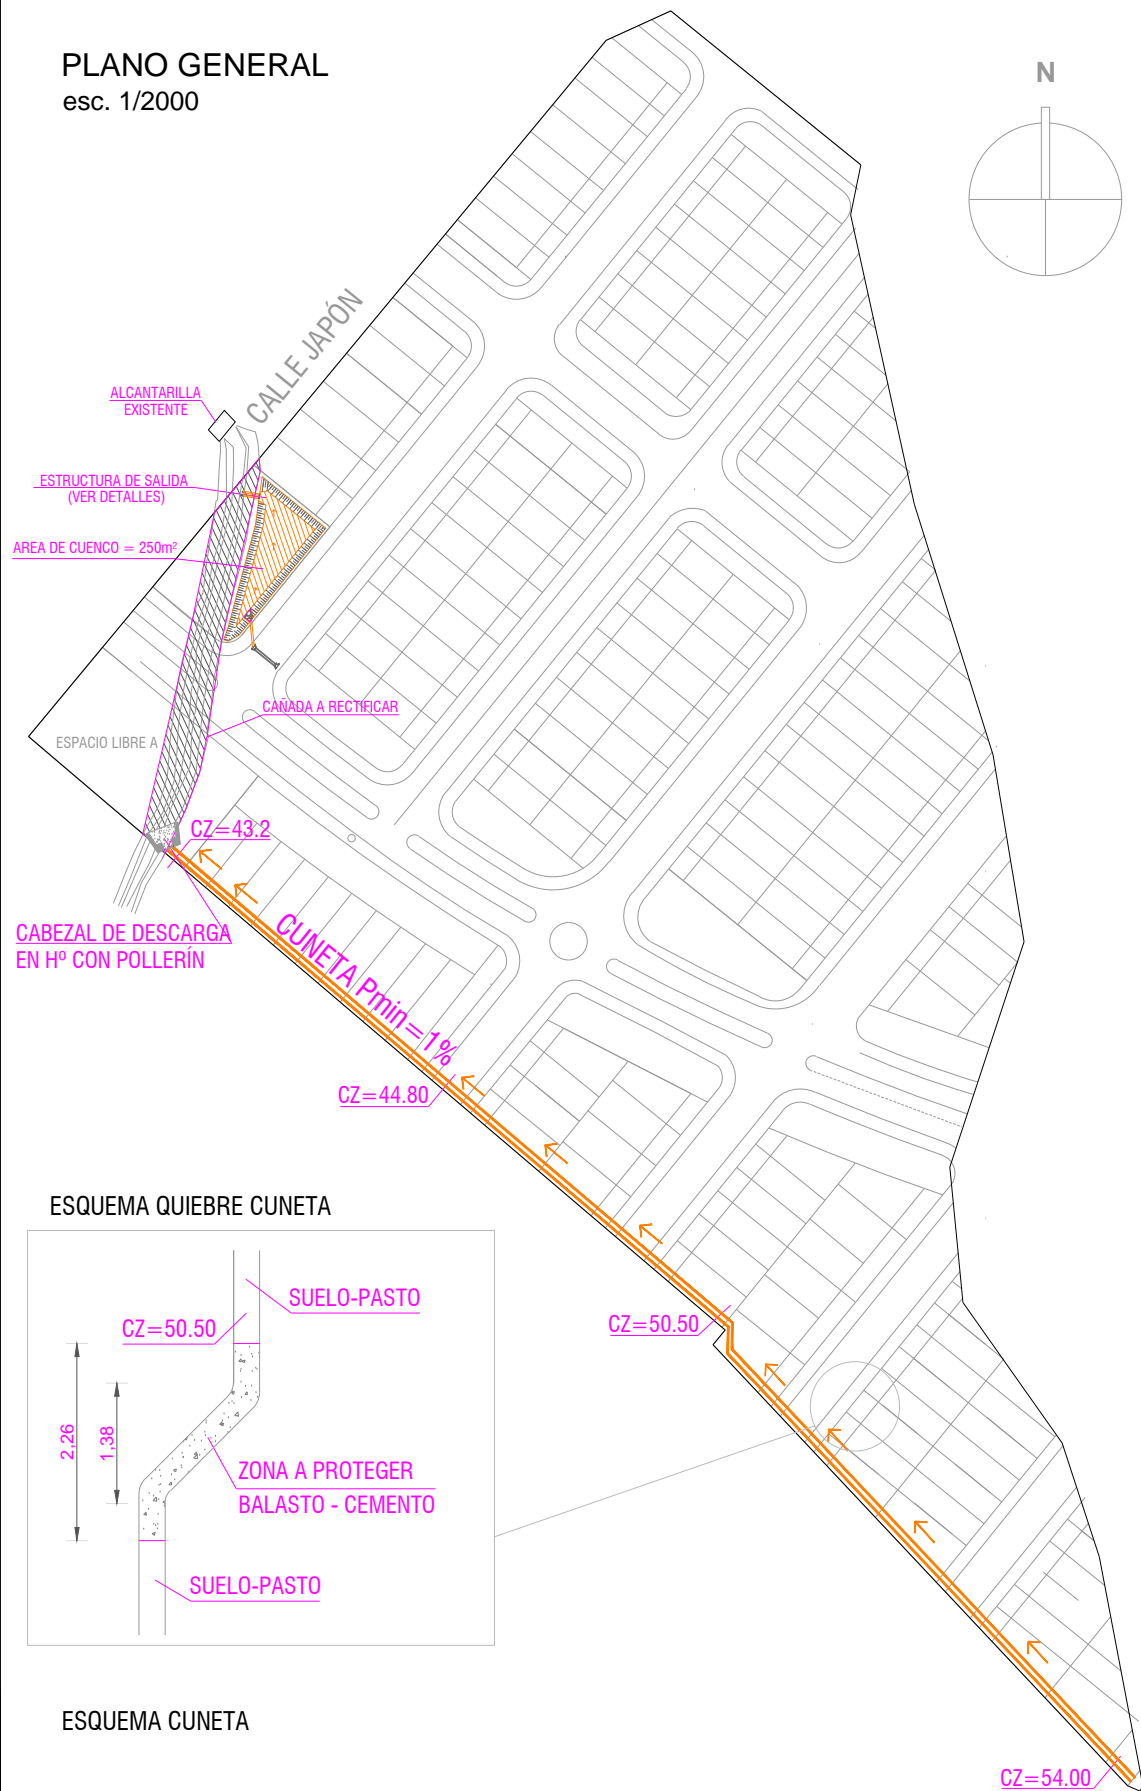 PLANO GENERAL
esc. 1/2000
N
CALLE JAPÓN
ALCANTARILLA
EXISTENTE
ESTRUCTURA DE SALIDA
(VER DETALLES)
AREA DE CUENCO = 250m²
CAÑADA A RECTIFICAR
ESPACIO LIBRE A
CZ=43.2
CABEZAL DE DESCARGA
EN Hº CON POLLERÍN
CUNETA Pmin=1%
CZ=44.80
ESQUEMA QUIEBRE CUNETA
SUELO-PASTO
CZ=50.50
CZ=50.50
2,26
1,38
ZONA A PROTEGER
BALASTO - CEMENTO
SUELO-PASTO
ESQUEMA CUNETA
CZ=54.00